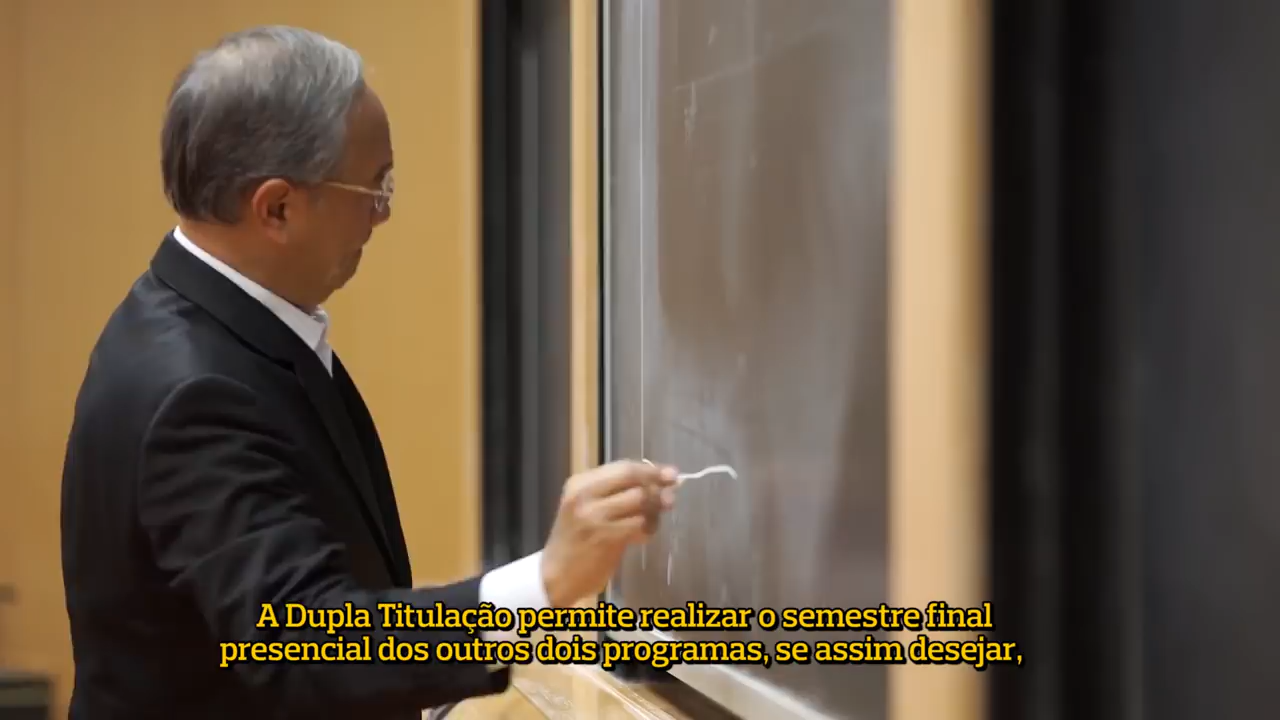 A Dupla Titulação permite realizar o semestre final
presencial dos outros dois programas, se assim desejar,